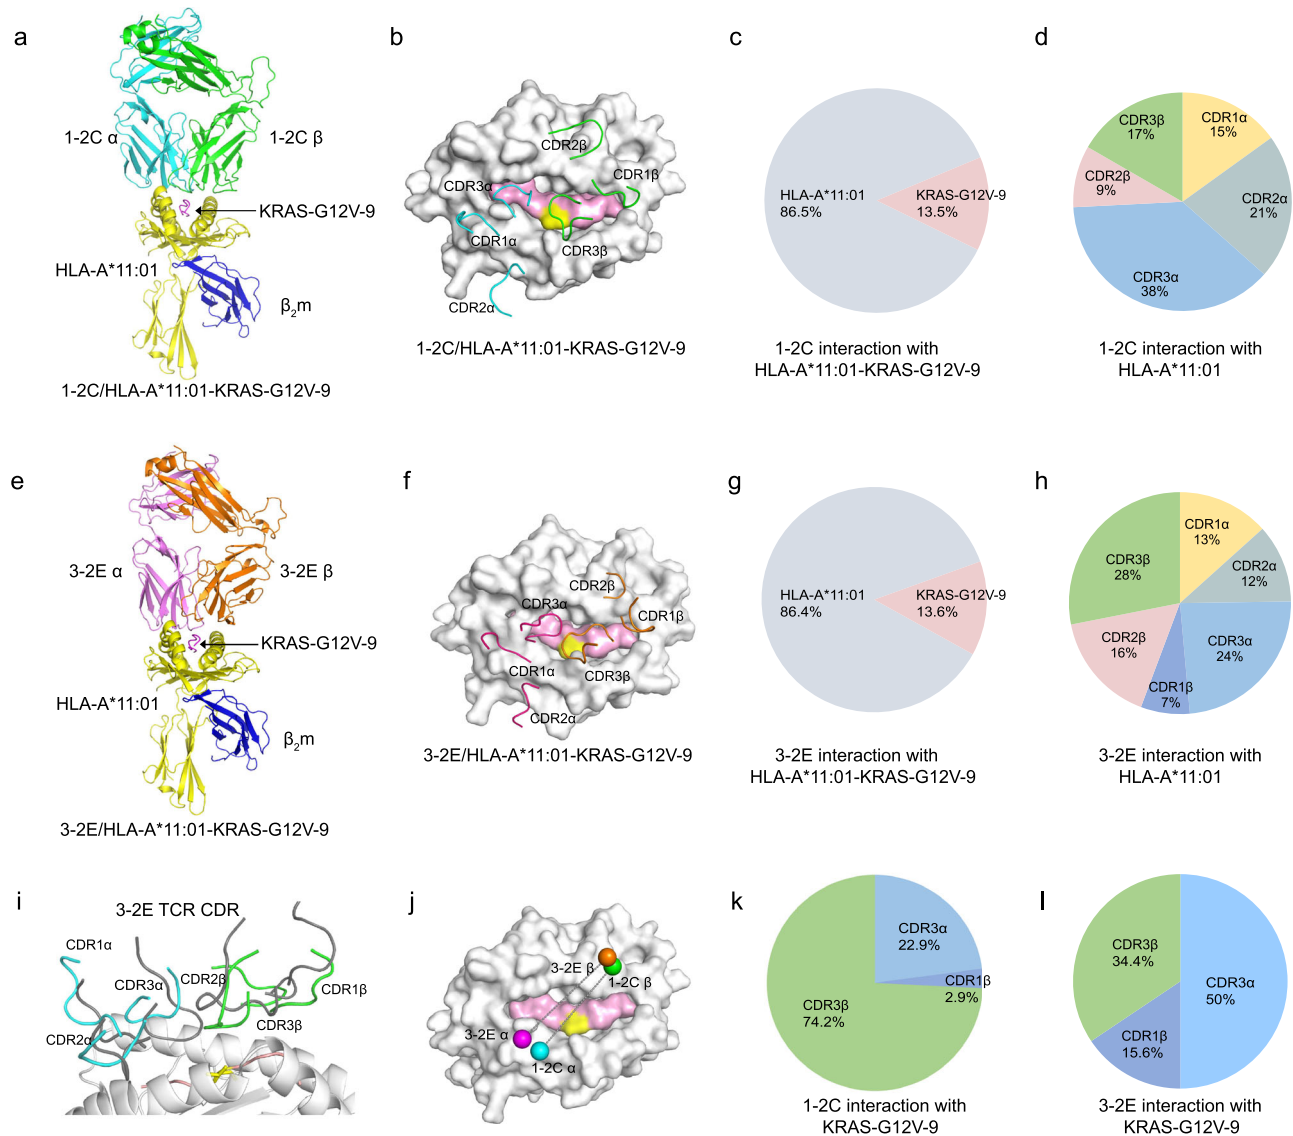 a
1-2C α
1-2C β
KRAS-G12V-9
HLA-A*11:01
β2m
1-2C/HLA-A*11:01-KRAS-G12V-9
b
CDR2β
CDR3α
CDR1β
CDR1α
CDR3β
CDR2α
1-2C/HLA-A*11:01-KRAS-G12V-9
c
HLA-A*11:01
86.5%
KRAS-G12V-9
13.5%
1-2C interaction with
HLA-A*11:01-KRAS-G12V-9
d
CDR3β
17%
CDR1α
15%
CDR2β
9%
CDR2α
21%
CDR3α
38%
1-2C interaction with
HLA-A*11:01
e
3-2E α
3-2E β
KRAS-G12V-9
HLA-A*11:01
β2m
3-2E/HLA-A*11:01-KRAS-G12V-9
f
CDR2β
CDR3α
CDR1β
CDR1α
CDR3β
CDR2α
3-2E/HLA-A*11:01-KRAS-G12V-9
g
HLA-A*11:01
86.4%
KRAS-G12V-9
13.6%
3-2E interaction with
HLA-A*11:01-KRAS-G12V-9
h
CDR1α
13%
CDR3β
28%
CDR2α
12%
CDR2β
16%
CDR3α
24%
CDR1β
7%
3-2E interaction with
HLA-A*11:01
i
3-2E TCR CDR
CDR1α
CDR3α
CDR2β
CDR1β
CDR3β
CDR2α
j
3-2E β
1-2C β
3-2E α
1-2C α
k
CDR3α
22.9%
CDR1β
2.9%
CDR3β
74.2%
1-2C interaction with
KRAS-G12V-9
l
CDR3β
34.4%
CDR3α
50%
CDR1β
15.6%
3-2E interaction with
KRAS-G12V-9